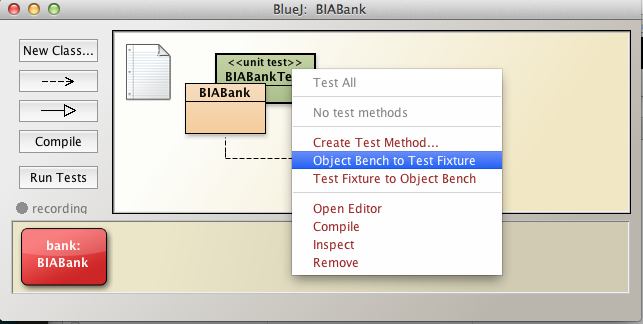 BlueJ: BIABank
New Class...
Compile
Run Tests
recording
<<unit test>>
BIABankTe
BIABank
Test All
No test methods
Create Test Method...
Object Bench to Test Fixture
Test Fixture to Object Bench
Open Editor
Compile
Inspect
Remove
bank:
BIABank